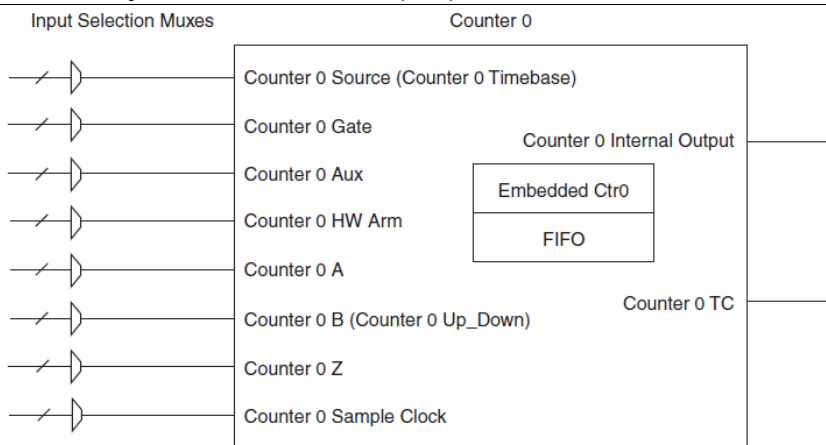 Input Selection Muxes
Counter 0
Counter 0 Source (Counter 0 Timebase)
Counter 0 Gate
Counter 0 Internal Output
Counter 0 Aux
Embedded Ctr0
Counter 0 HW Arm
FIFO
Counter 0 A
Counter 0 TC
Counter 0 B (Counter 0 Up_Down)
Counter 0 Z
Counter 0 Sample Clock